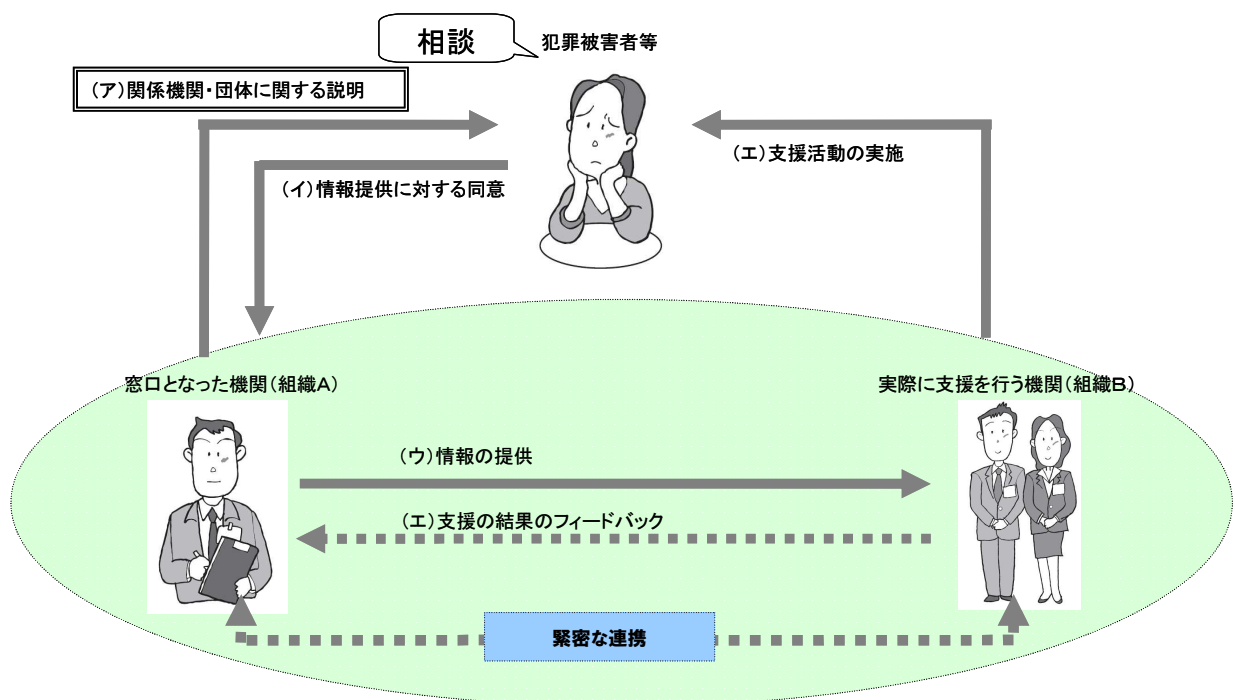 相談
犯罪被害者等
（ア）関係機関・団体に関する説明
（エ）支援活動の実施
（イ）情報提供に対する同意
窓口となった機関（組織A）
実際に支援を行う機関（組織B）
（ウ）情報の提供
（エ）支援の結果のフィードバック
緊密な連携